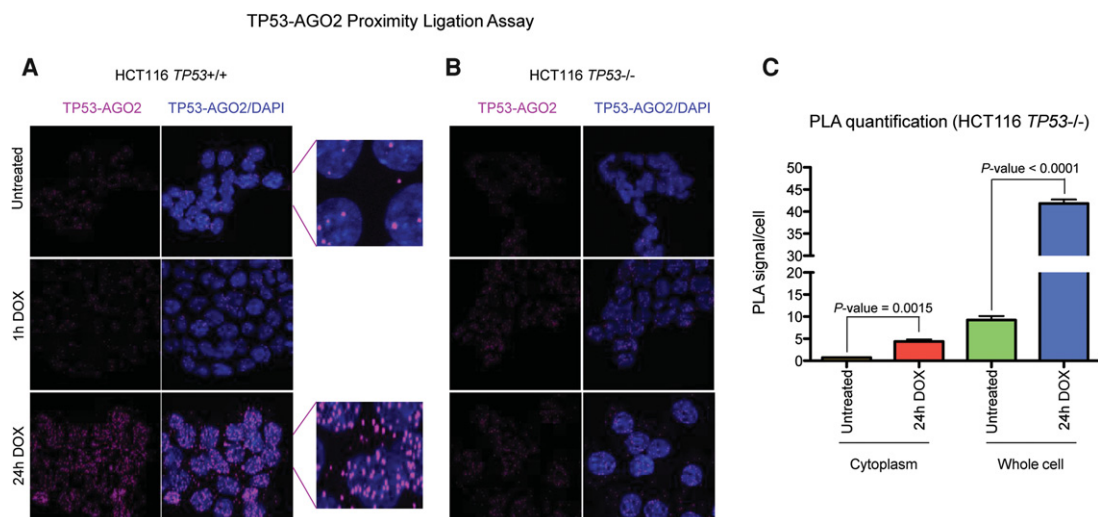 TP53-AGO2 Proximity Ligation Assay
A
HCT116 TP53+/+
TP53-AGO2 TP53-AGO2/DAPI
Untreated
1h DOX
24h DOX
B
HCT116 TP53-/-
TP53-AGO2 TP53-AGO2/DAPI
C
PLA quantification (HCT116 TP53-/-)
PLA signal/cell
50
45
40
35
30
20
15
10
5
0
P-value < 0.0001
P-value = 0.0015
Untreated
24h DOX
Untreated
24h DOX
Cytoplasm Whole cell